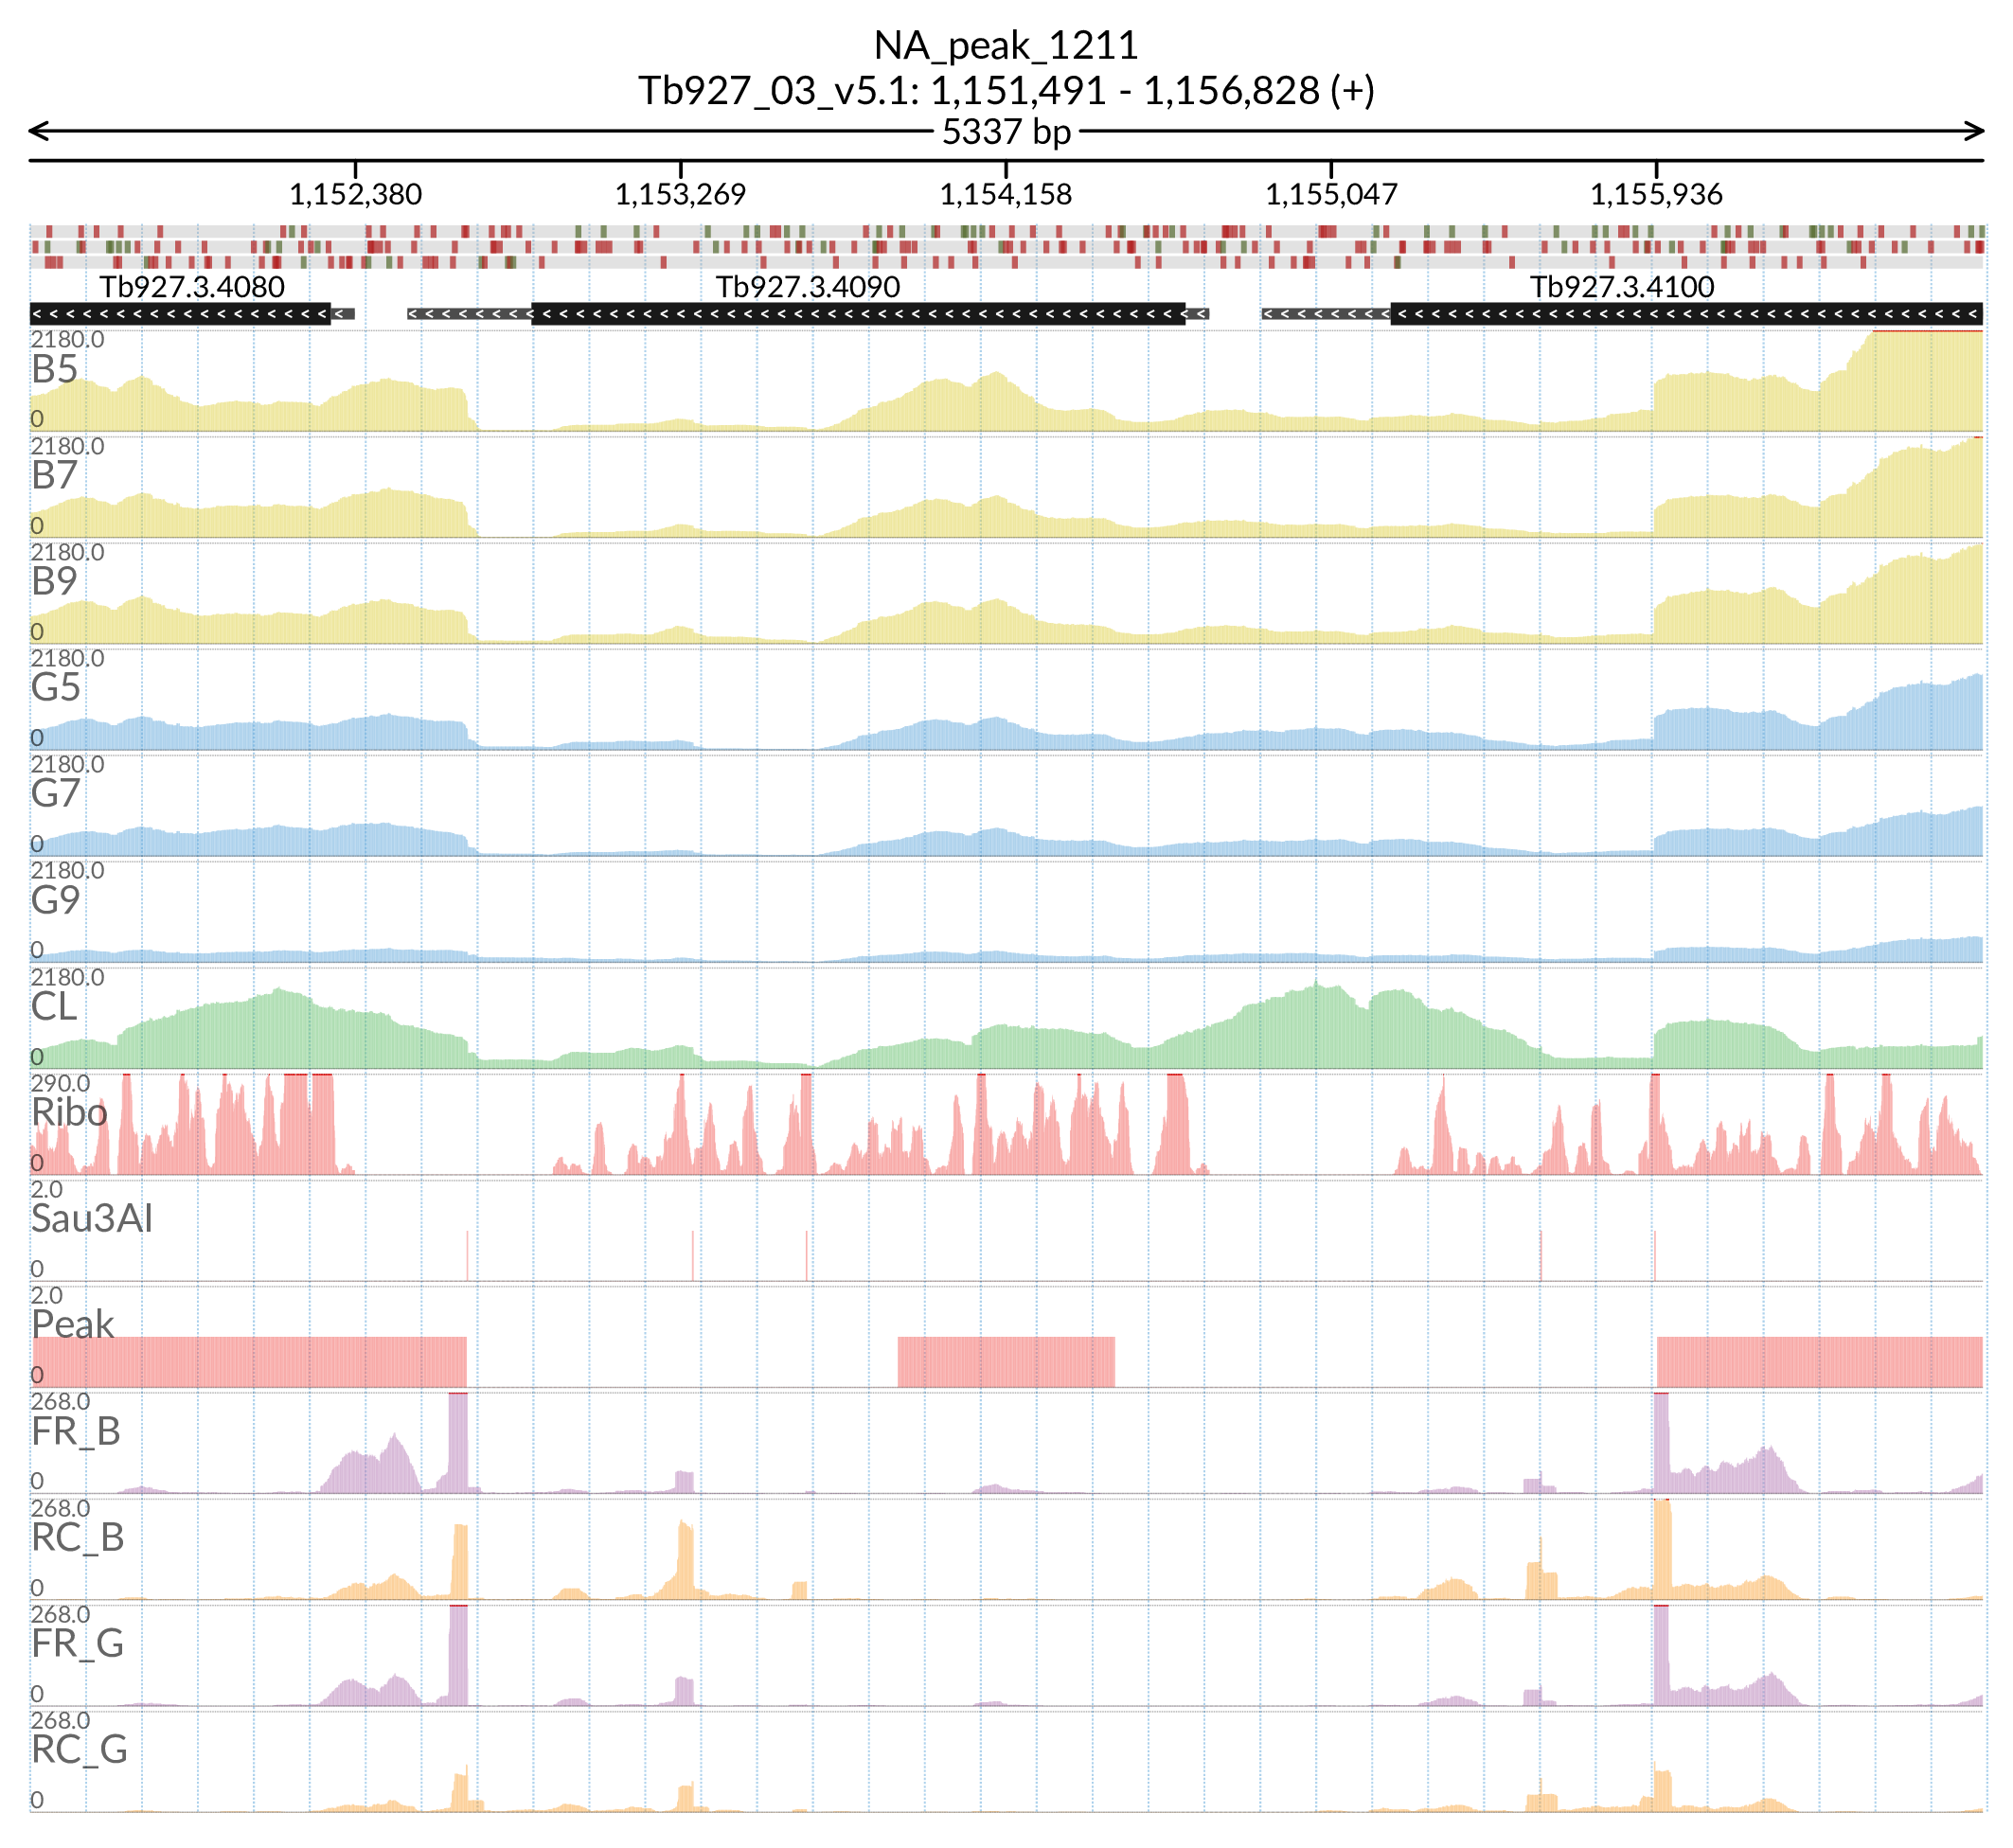 NA_peak_1211
Tb927_03_v5.1: 1,151,491 - 1,156,828 (+)
5337 bp
1,152,380 1,153,269 1,154,158 1,155,047 1,155,936
Tb927.3.4080 Tb927.3.4090 Tb927.3.4100
2180.0
B5
0
2180.0
B7
0
2180.0
B9
0
2180.0
G5
0
2180.0
G7
0
2180.0
G9
0
2180.0
CL
0
290.0
Ribo
0
2.0
Sau3AI
0
2.0
Peak
0
268.0
FR_B
0
268.0
RC_B
0
268.0
FR_G
0
268.0
RC_G
0